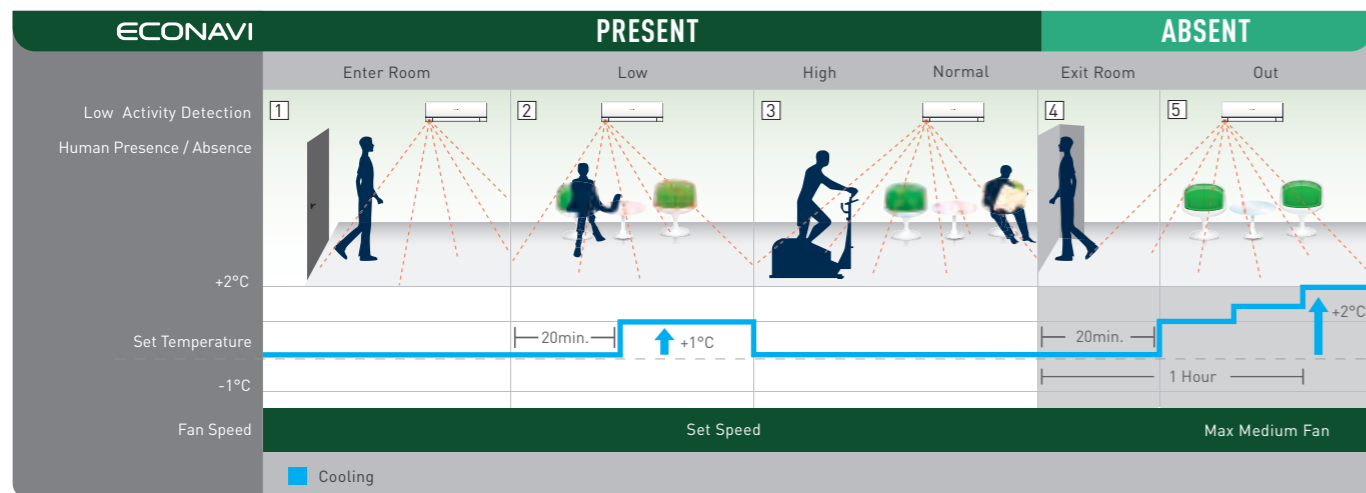 ECONAVI PRESENT ABSENT
Enter Room Low High Normal Exit Room Out
Low Activity Detection
Human Presence / Absence
1 2 3 4 5
+2°C
+2°C
Set Temperature 20min. +1°C 20min.
1 Hour
-1°C
Fan Speed Set Speed Max Medium Fan
Cooling